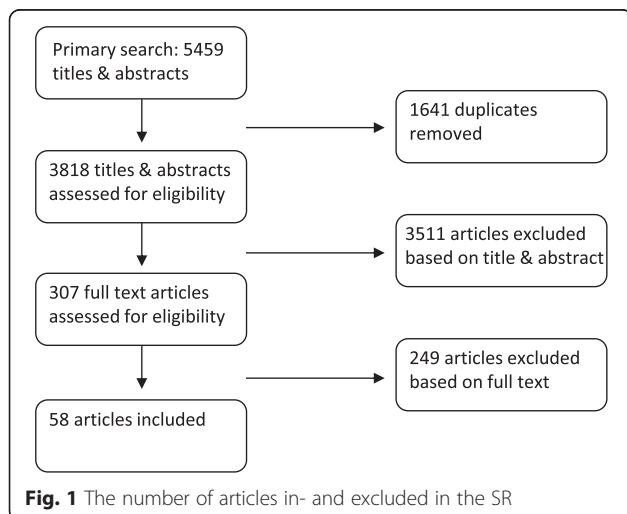 Primary search: 5459
titles & abstracts
1641 duplicates
removed
3818 titles & abstracts
assessed for eligibility
3511 articles excluded
based on title & abstract
307 full text articles
assessed for eligibility
249 articles excluded
based on full text
58 articles included
Fig. 1 The number of articles in- and excluded in the SR